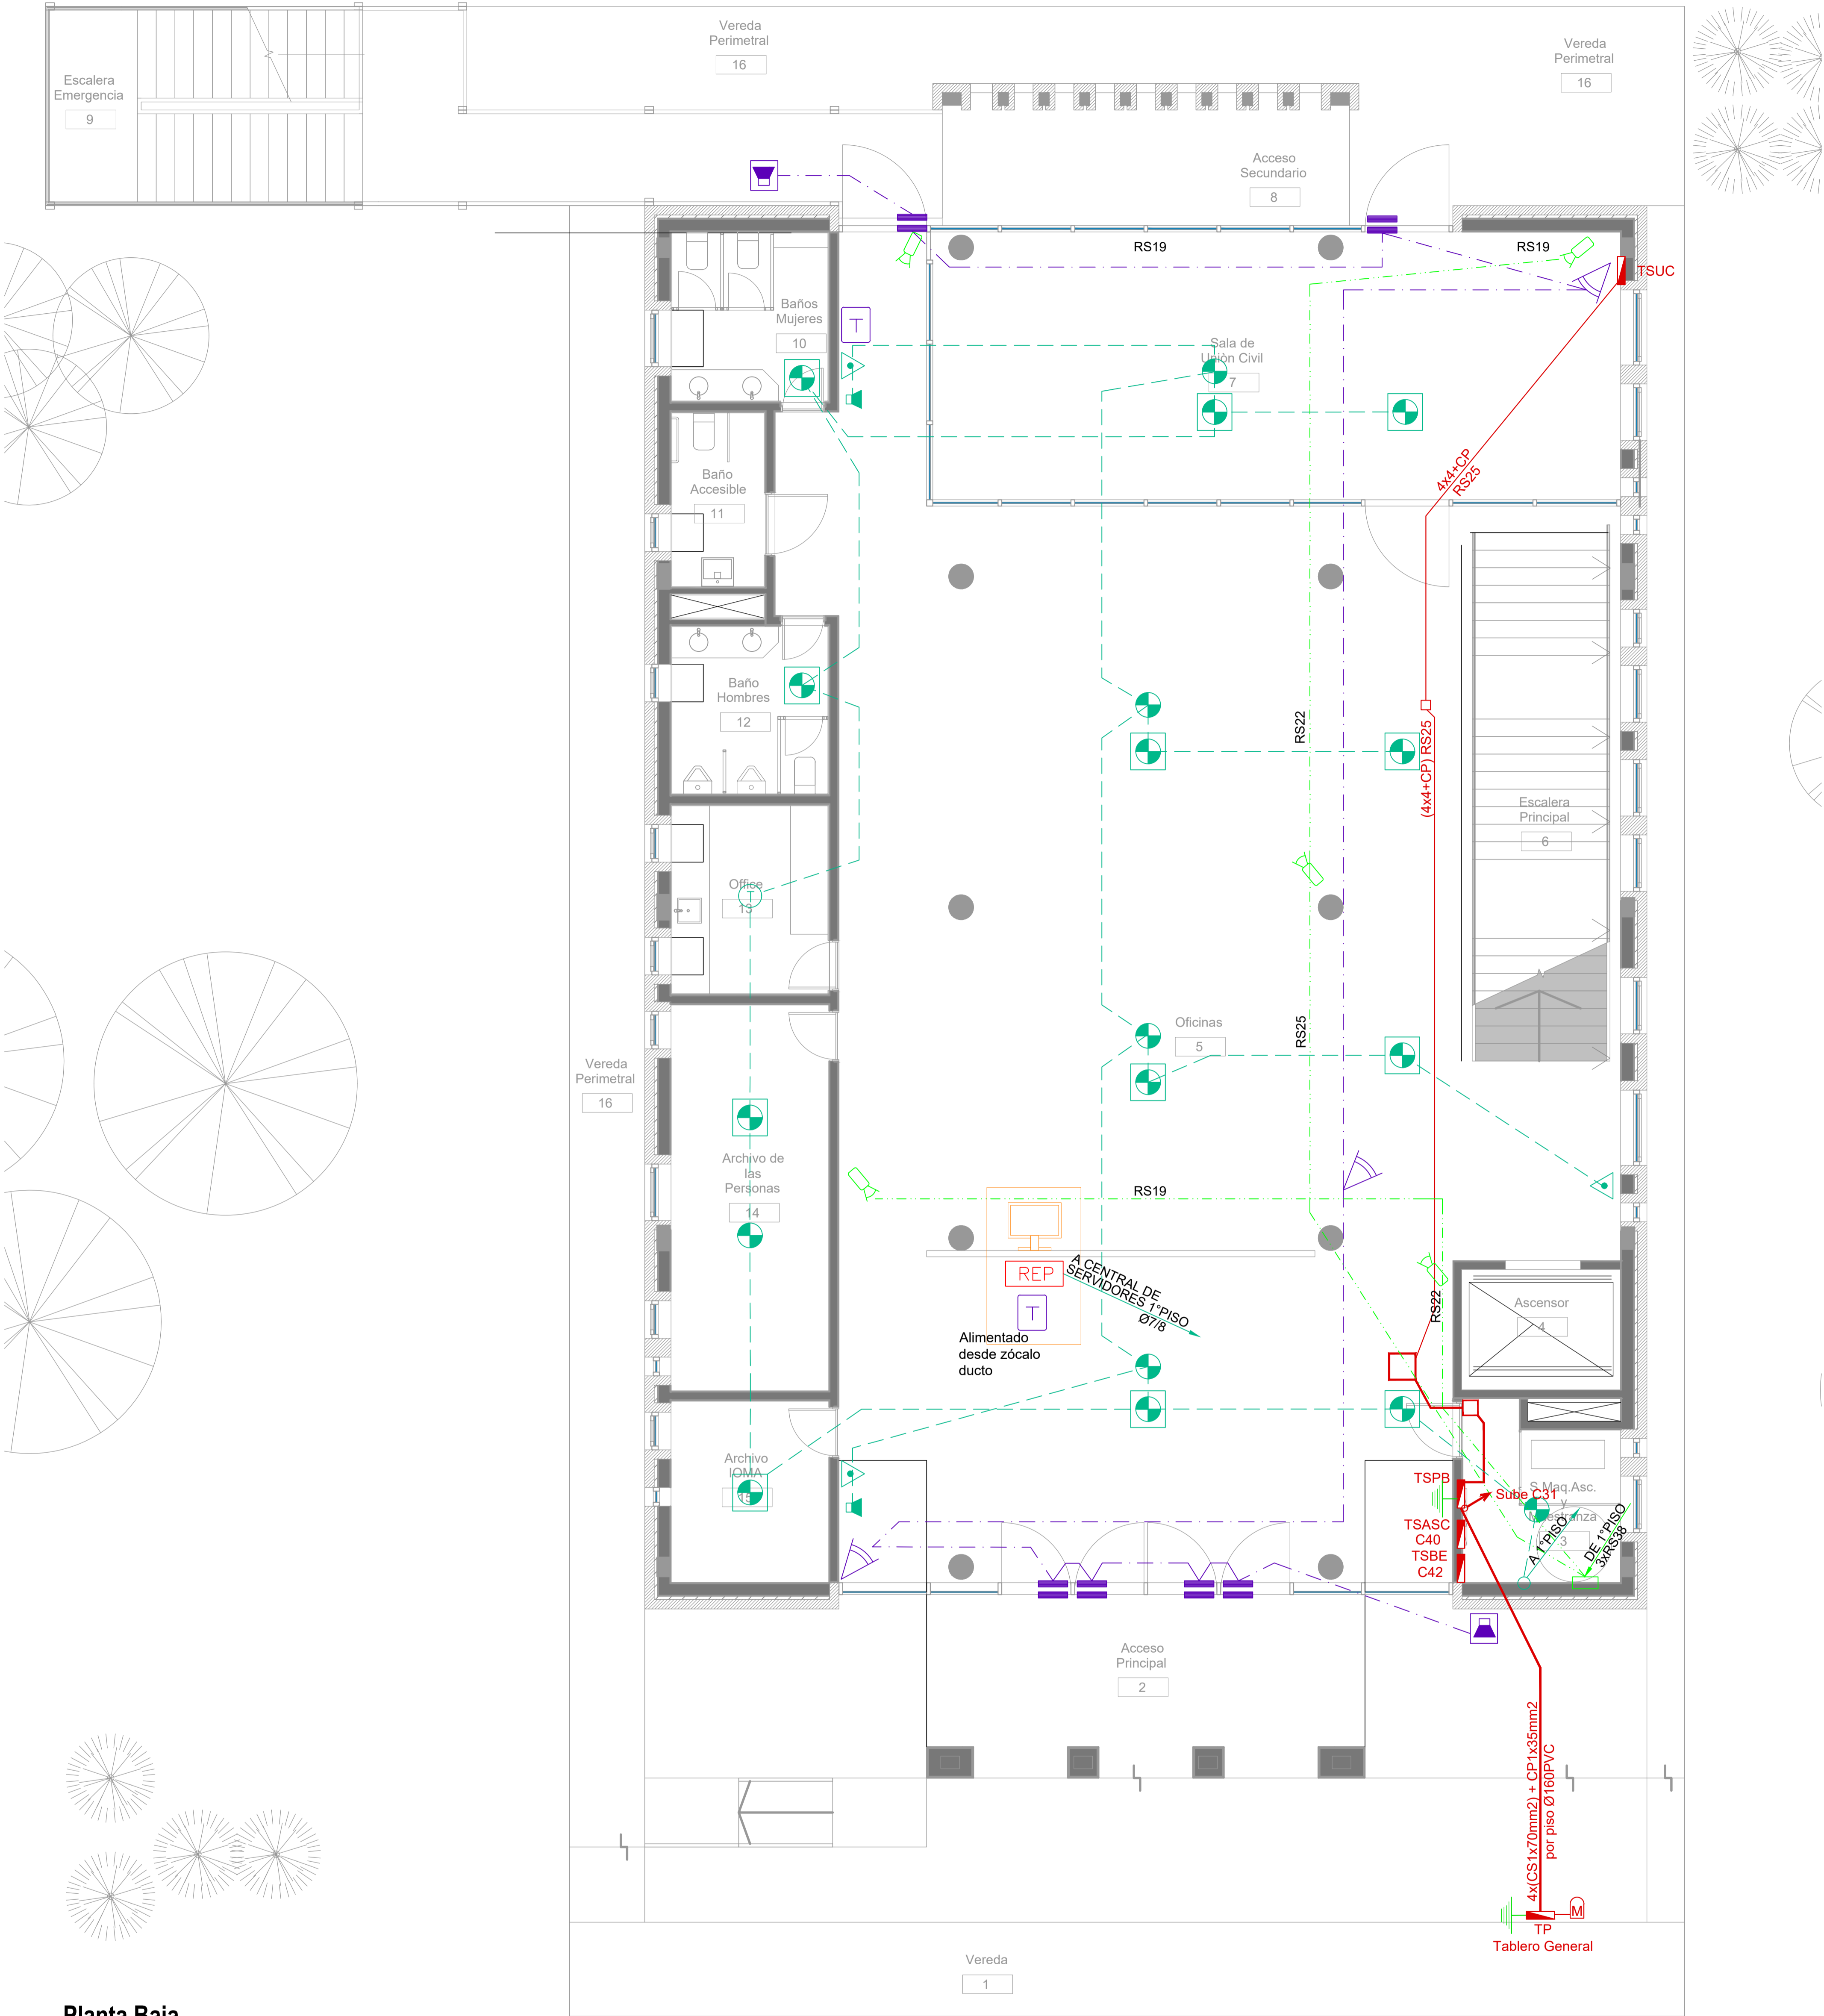 Vereda
Perimetral
16
Vereda
Perimetral
16
Escalera
Emergencia
9
Acceso
Secundario
8
RS19
RS19
TSUC
Baños
Mujeres
10
T
Sala de
Uniòn Civil
7
4x4+CP
RS25
Baño
Accesible
11
Baño
Hombres
12
RS22
(4x4+CP) RS25
Escalera
Principal
6
Office
13
T
Oficinas
5
RS25
Vereda
Perimetral
16
Archivo de
las
Personas
14
RS19
REP
T
A CENTRAL DE
SERVIDORES 1°PISO
Ø7/8
Alimentado
desde zócalo
ducto
RS22
Ascensor
4
Archivo
IOMA
15
TSPB
Sube C31
S.Maq.Asc.
y
Maestranza
3
TSASC
C40
TSBE
C42
A 1°PISO
DE 1°PISO
3xRS38
Acceso
Principal
2
4x(CS1x70mm2) + CP1x35mm2
por piso Ø160PVC
M
TP
Tablero General
Vereda
1
Planta Baja